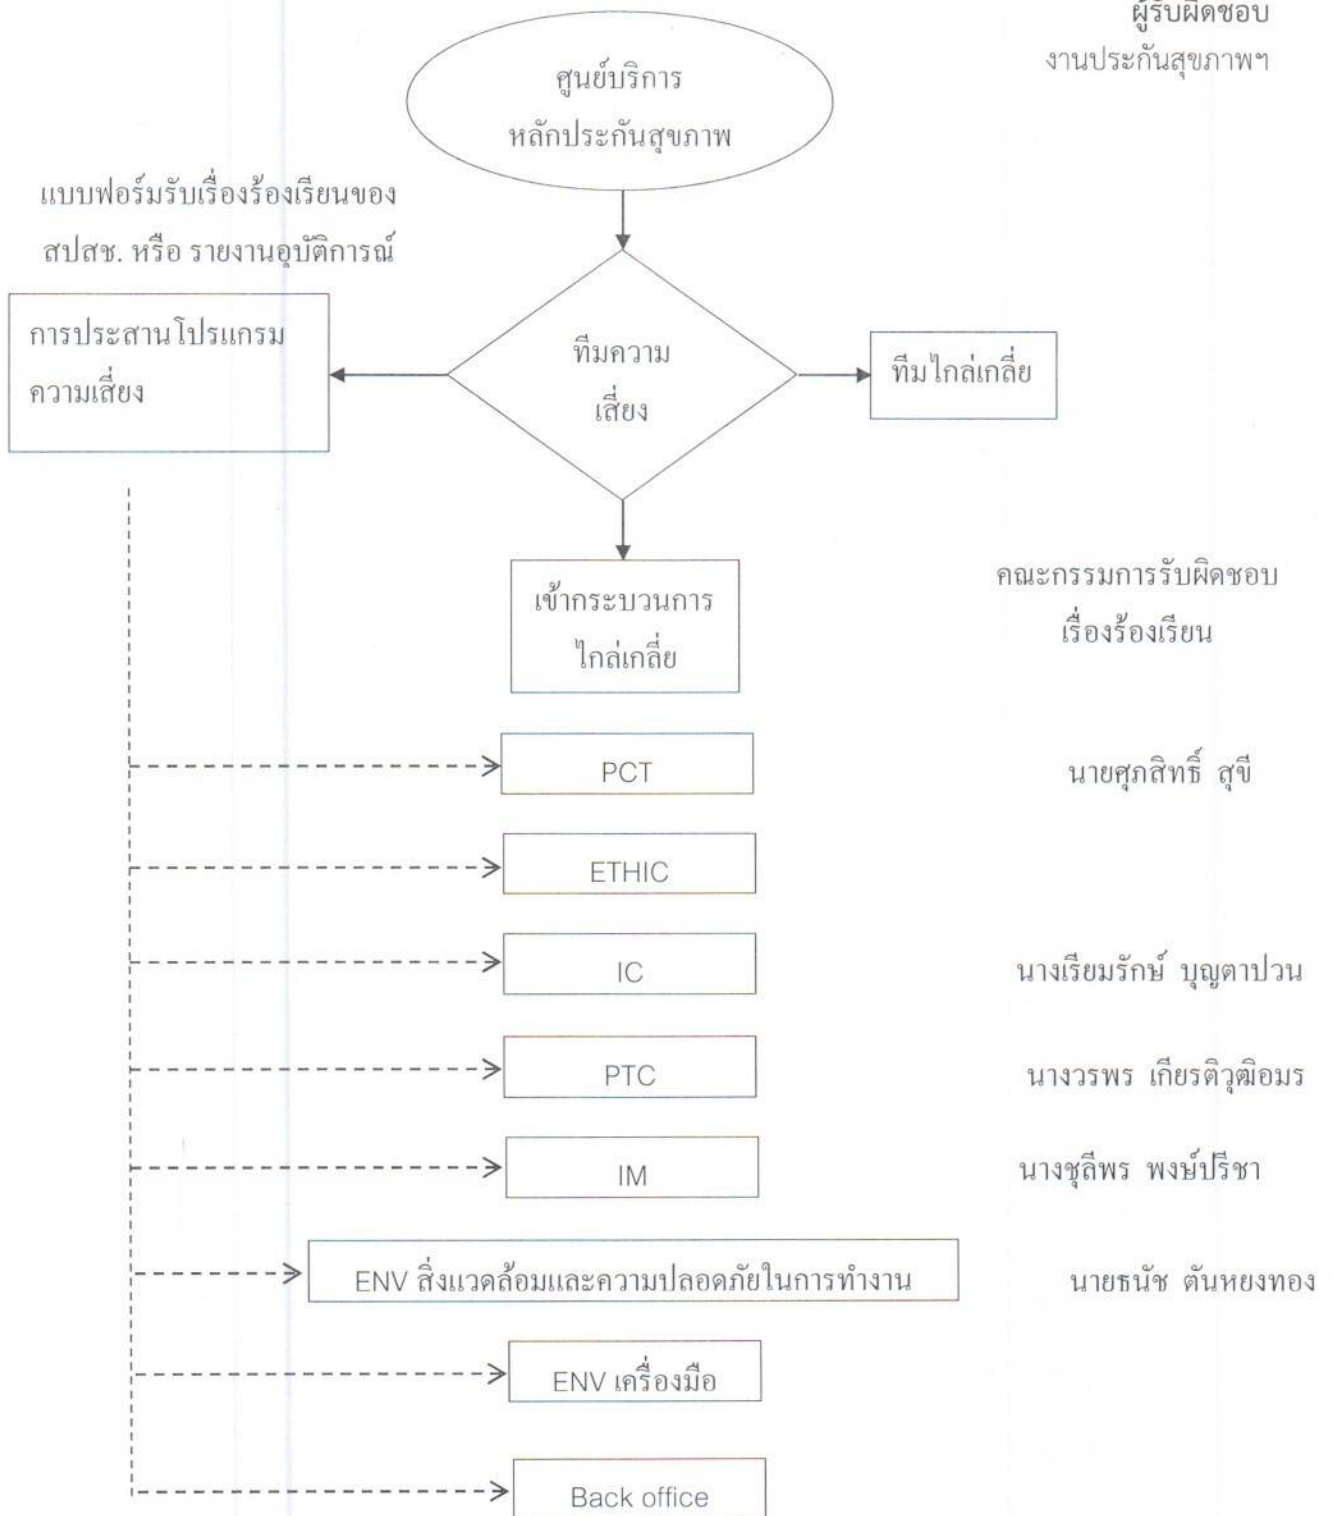 ผู้รับผิดชอบ
งานประกันสุขภาพฯ
ศูนย์บริการ
หลักประกันสุขภาพ
แบบฟอร์มรับเรื่องร้องเรียนของ
สปสช. หรือ รายงานอุบัติการณ์
การประสานโปรแกรม
ความเสี่ยง
ทีมความ
เสี่ยง
ทีมไกล่เกลี่ย
เข้ากระบวนการ
ไกล่เกลี่ย
คณะกรรมการรับผิดชอบ
เรื่องร้องเรียน
PCT
นายศุภสิทธิ์ สุขี
ETHIC
IC
นางเรียมรักษ์ บุญตาปวน
PTC
นางวรพร เกียรติวุฒิอมร
IM
นางชุลีพร พงษ์ปรีชา
ENV สิ่งแวดล้อมและความปลอดภัยในการทำงาน
นายธนัช ตันหยงทอง
ENV เครื่องมือ
Back office